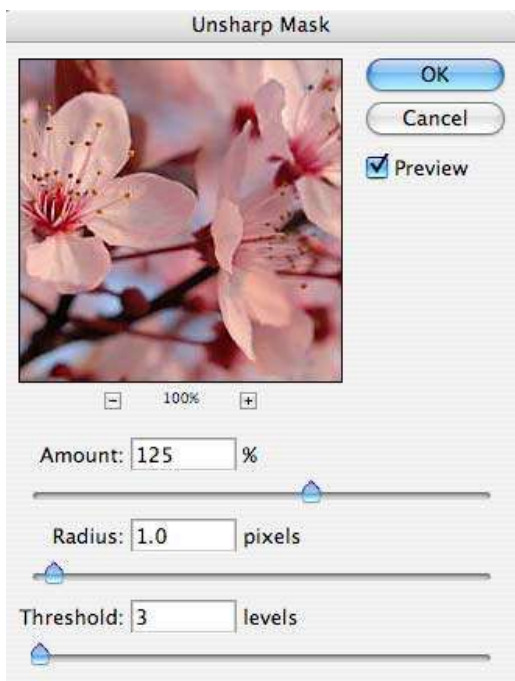 Unsharp Mask
OK
Cancel
Preview
100%
Amount: 125 %
Radius: 1.0 pixels
Threshold: 3 levels